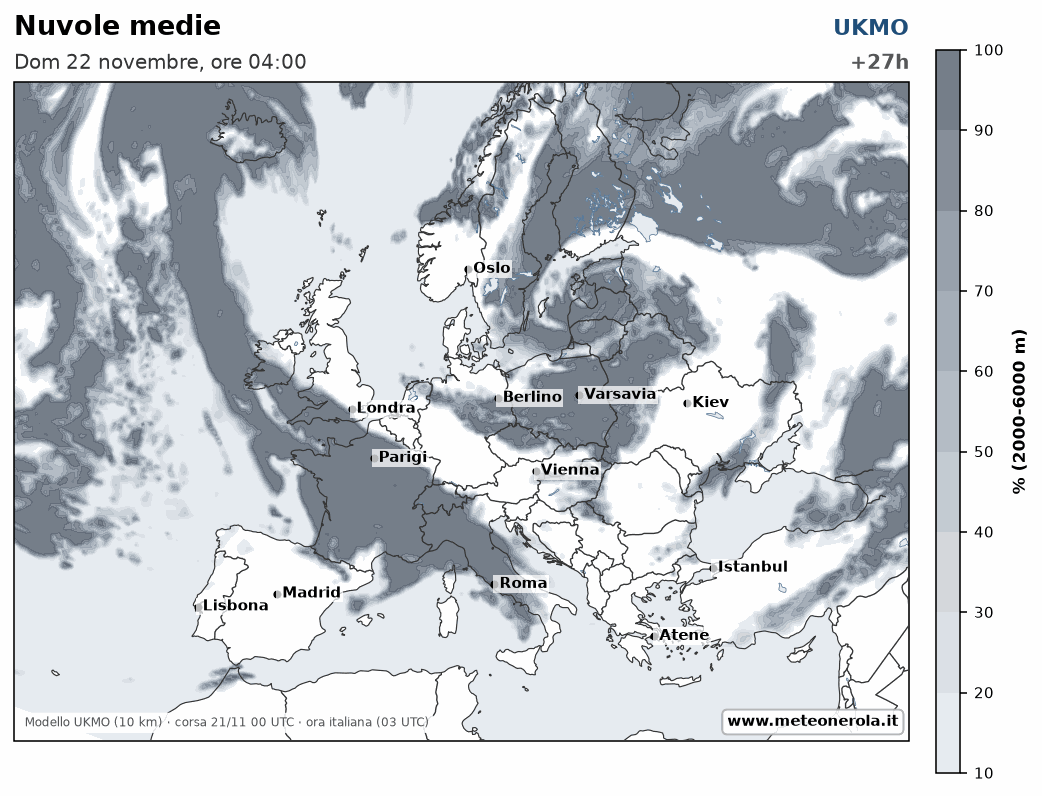 Nuvole medie
UKMO
Dom 22 novembre, ore 04:00
+27h
100
90
80
70
60
50
40
30
20
10
% (2000-6000 m)
Oslo
Londra
Berlino
Varsavia
Kiev
Parigi
Vienna
Istanbul
Roma
Madrid
Lisbona
Atene
Modello UKMO (10 km) · corsa 21/11 00 UTC · ora italiana (03 UTC)
www.meteonerola.it